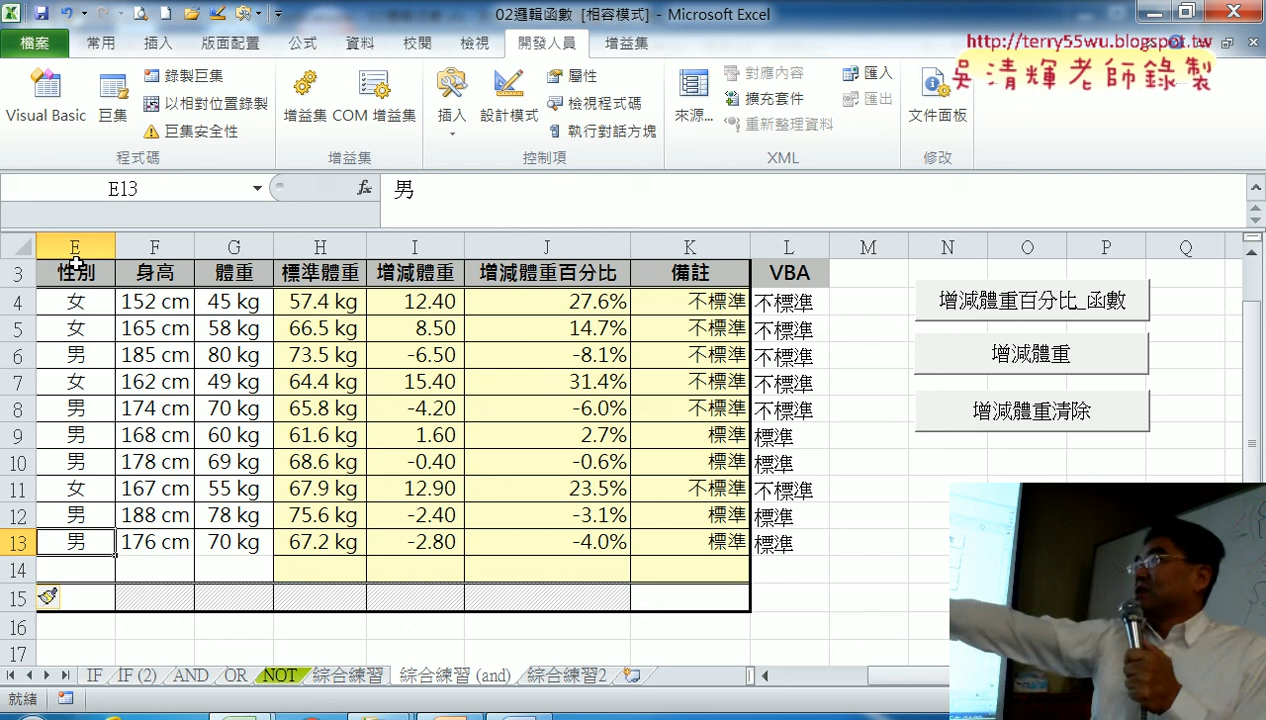 02邏輯函數 [相容模式] - Microsoft Excel
http://terry55wu.blogspot.tw
吳清輝老師錄製
檔案 常用 插入 版面配置 公式 資料 校閱 檢視 開發人員 增益集
Visual Basic 巨集 錄製巨集 以相對位置錄製 巨集安全性 增益集 COM 增益集 插入 設計模式 屬性 檢視程式碼 執行對話方塊 來源... 對應內容 擴充套件 重新整理資料 匯入 匯出 文件面板
程式碼 增益集 控制項 XML 修改
E13 fx 男
E F G H I J K L M N O P Q
3 性別 身高 體重 標準體重 增減體重 增減體重百分比 備註 VBA
4 女 152 cm 45 kg 57.4 kg 12.40 27.6% 不標準 不標準
5 女 165 cm 58 kg 66.5 kg 8.50 14.7% 不標準 不標準
6 男 185 cm 80 kg 73.5 kg -6.50 -8.1% 不標準 不標準
7 女 162 cm 49 kg 64.4 kg 15.40 31.4% 不標準 不標準
8 男 174 cm 70 kg 65.8 kg -4.20 -6.0% 不標準 不標準
9 男 168 cm 60 kg 61.6 kg 1.60 2.7% 標準 標準
10 男 178 cm 69 kg 68.6 kg -0.40 -0.6% 標準 標準
11 女 167 cm 55 kg 67.9 kg 12.90 23.5% 不標準 不標準
12 男 188 cm 78 kg 75.6 kg -2.40 -3.1% 標準 標準
13 男 176 cm 70 kg 67.2 kg -2.80 -4.0% 標準 標準
14
15
16
17
增減體重百分比_函數
增減體重
增減體重清除
IF IF (2) AND OR NOT 綜合練習 綜合練習 (and) 綜合練習2
就緒